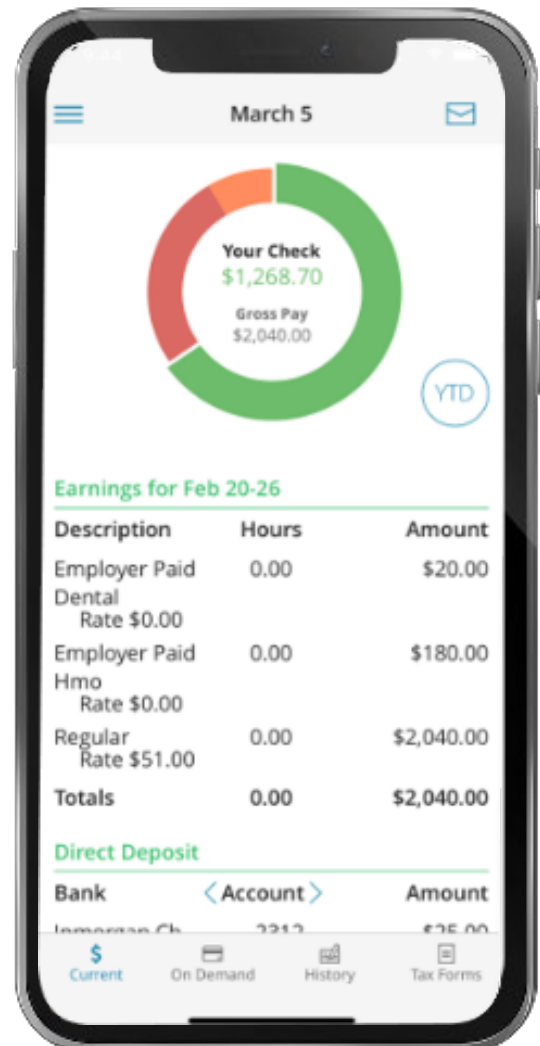 March 5
Your Check
$1,268.70
Gross Pay
$2,040.00
YTD
Earnings for Feb 20-26
Description Hours Amount
Employer Paid 0.00 $20.00
Dental
Rate $0.00
Employer Paid 0.00 $180.00
Hmo
Rate $0.00
Regular 0.00 $2,040.00
Rate $51.00
Totals 0.00 $2,040.00
Direct Deposit
Bank < Account > Amount
2312 $25.00
$
Current On Demand History Tax Forms